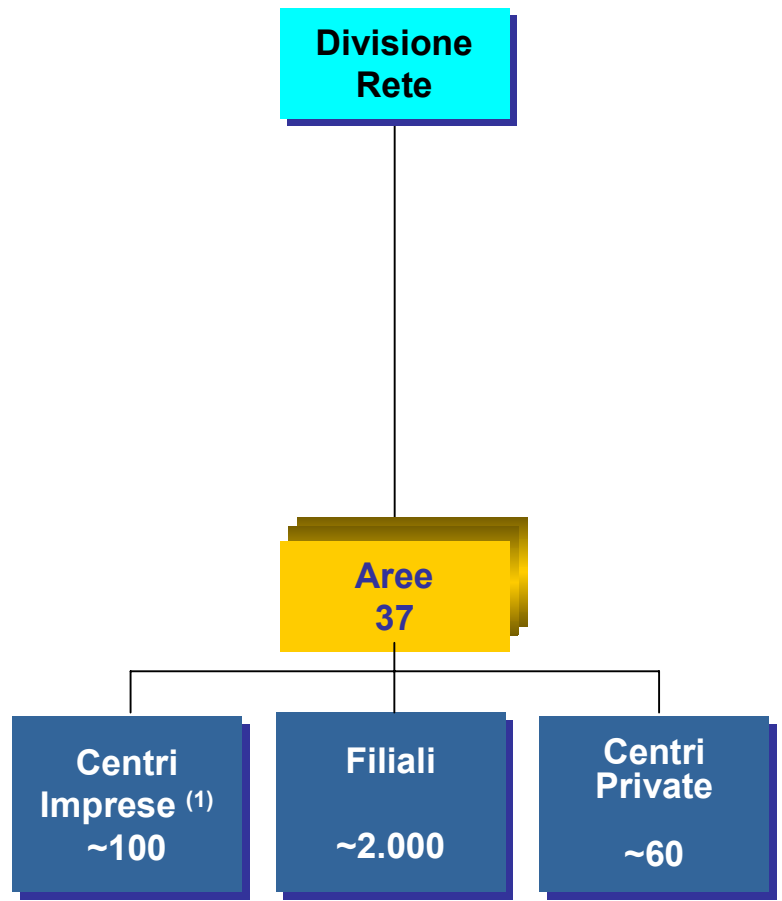 Divisione
Rete
Aree
37
Centri
Imprese (1)
~100
Filiali
~2.000
Centri
Private
~60